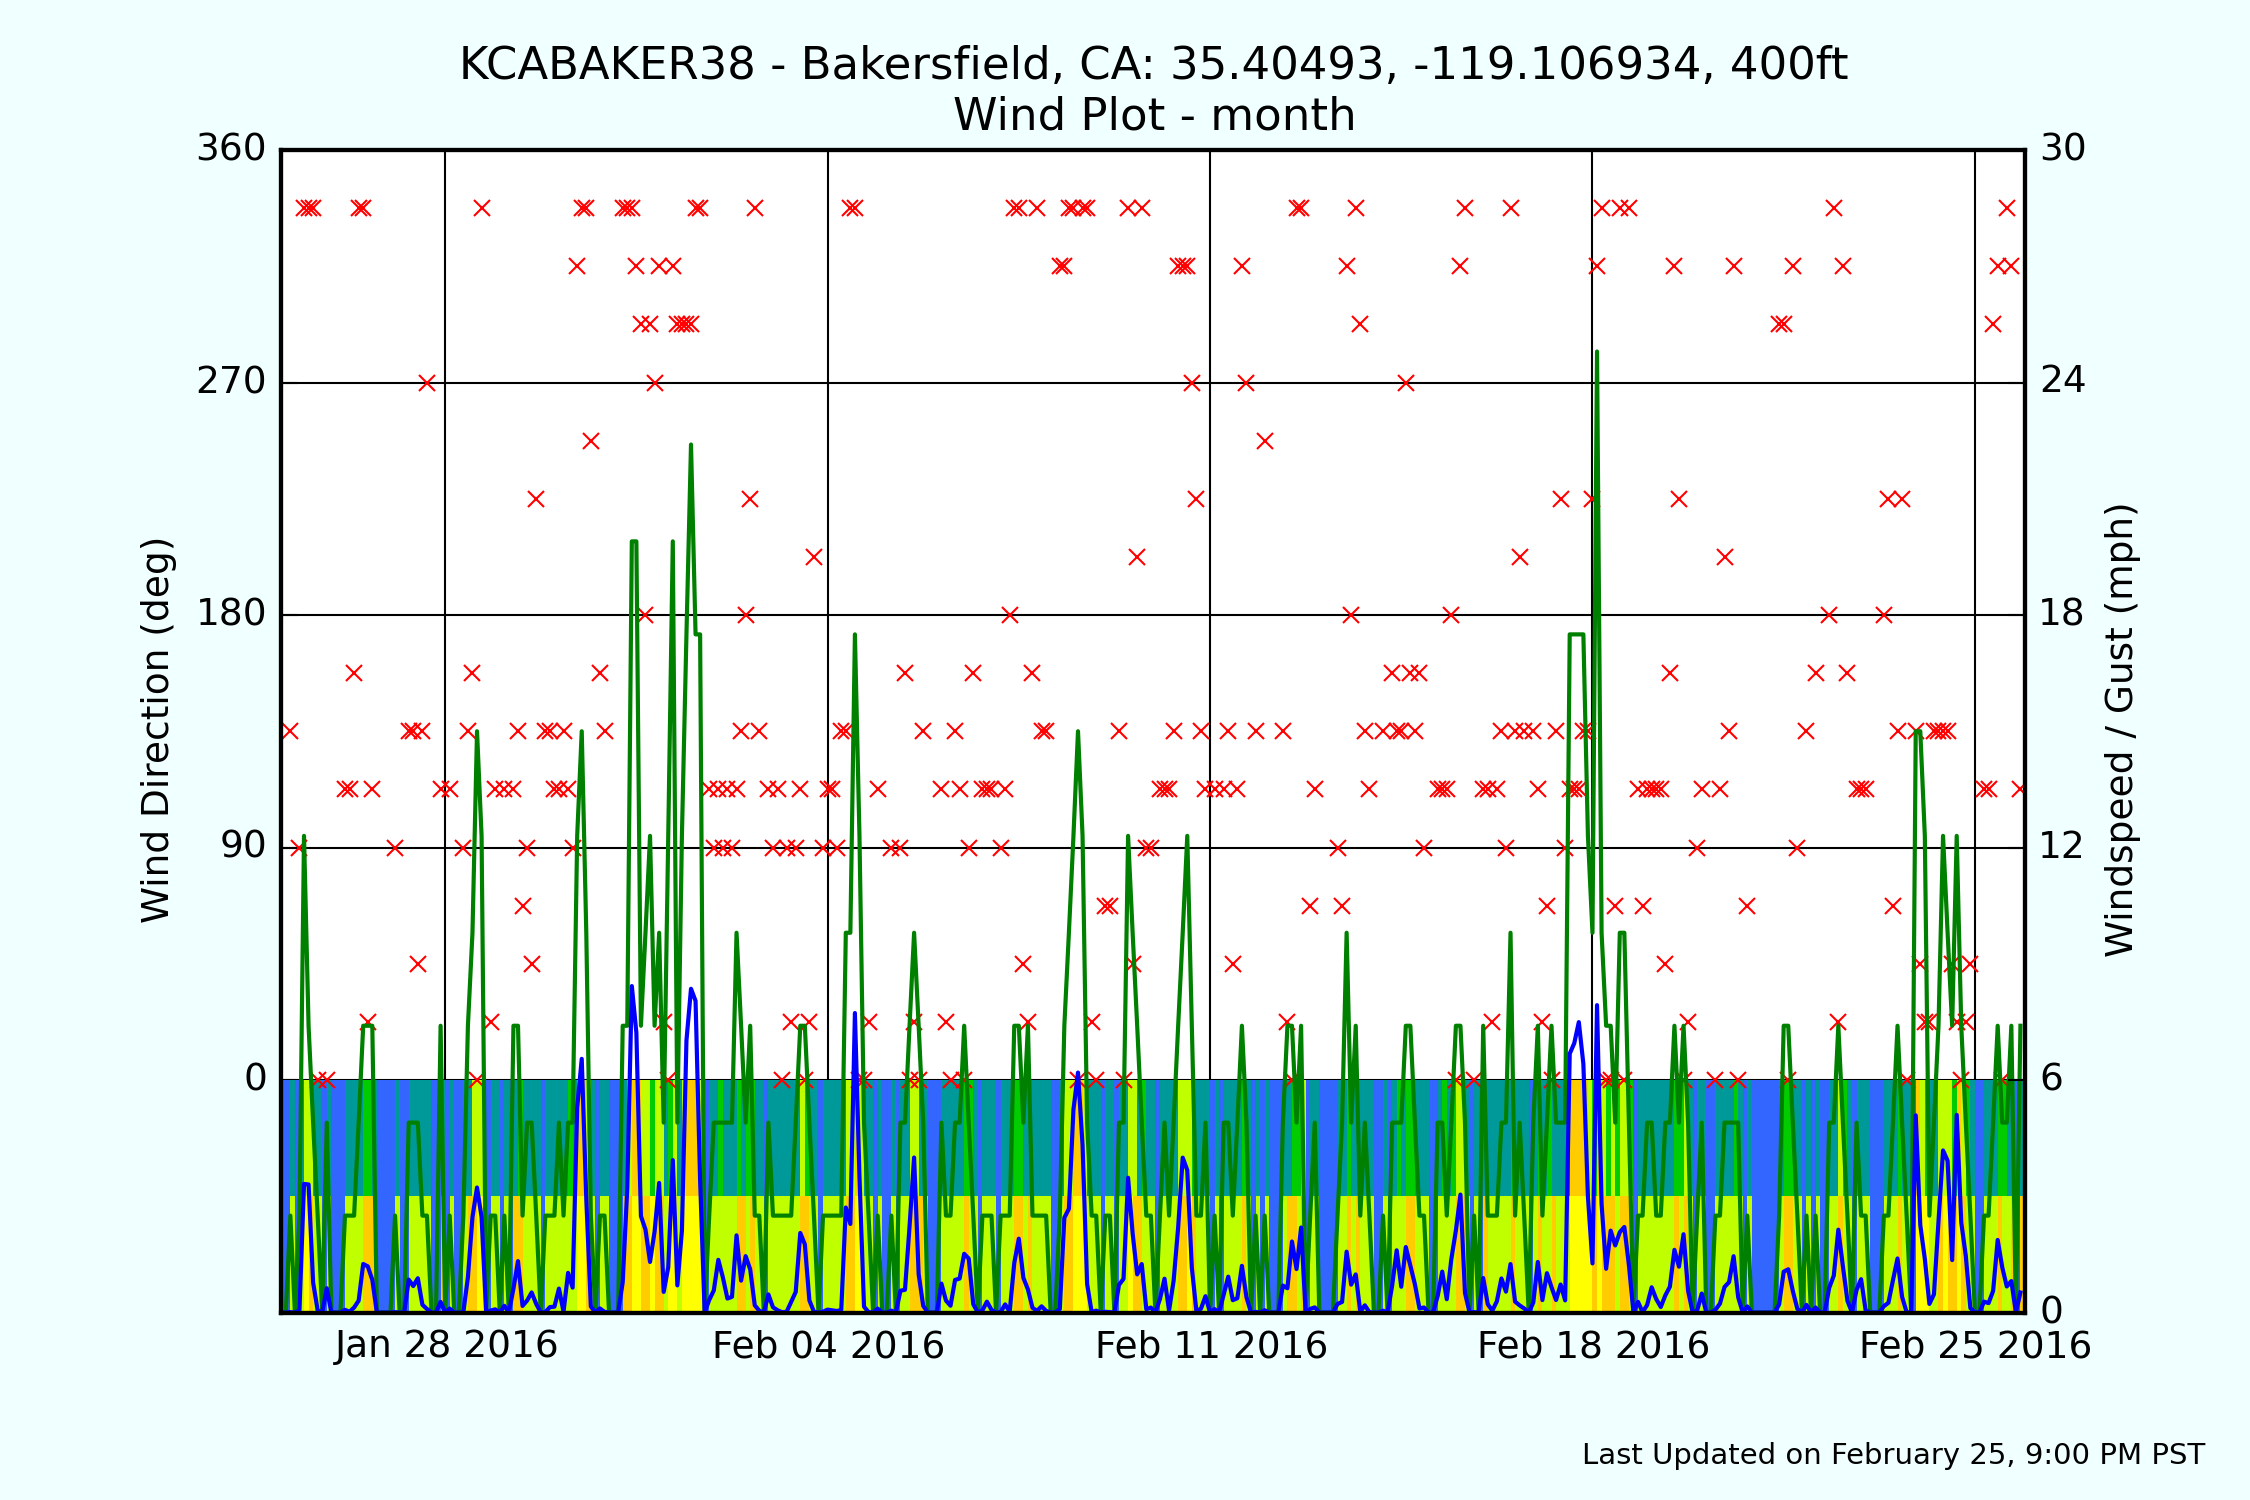 KCABAKER38 - Bakersfield, CA: 35.40493, -119.106934, 400ft
Wind Plot - month
360
270
180
90
0
Wind Direction (deg)
30
24
18
12
6
0
Windspeed / Gust (mph)
Jan 28 2016
Feb 04 2016
Feb 11 2016
Feb 18 2016
Feb 25 2016
Last Updated on February 25, 9:00 PM PST